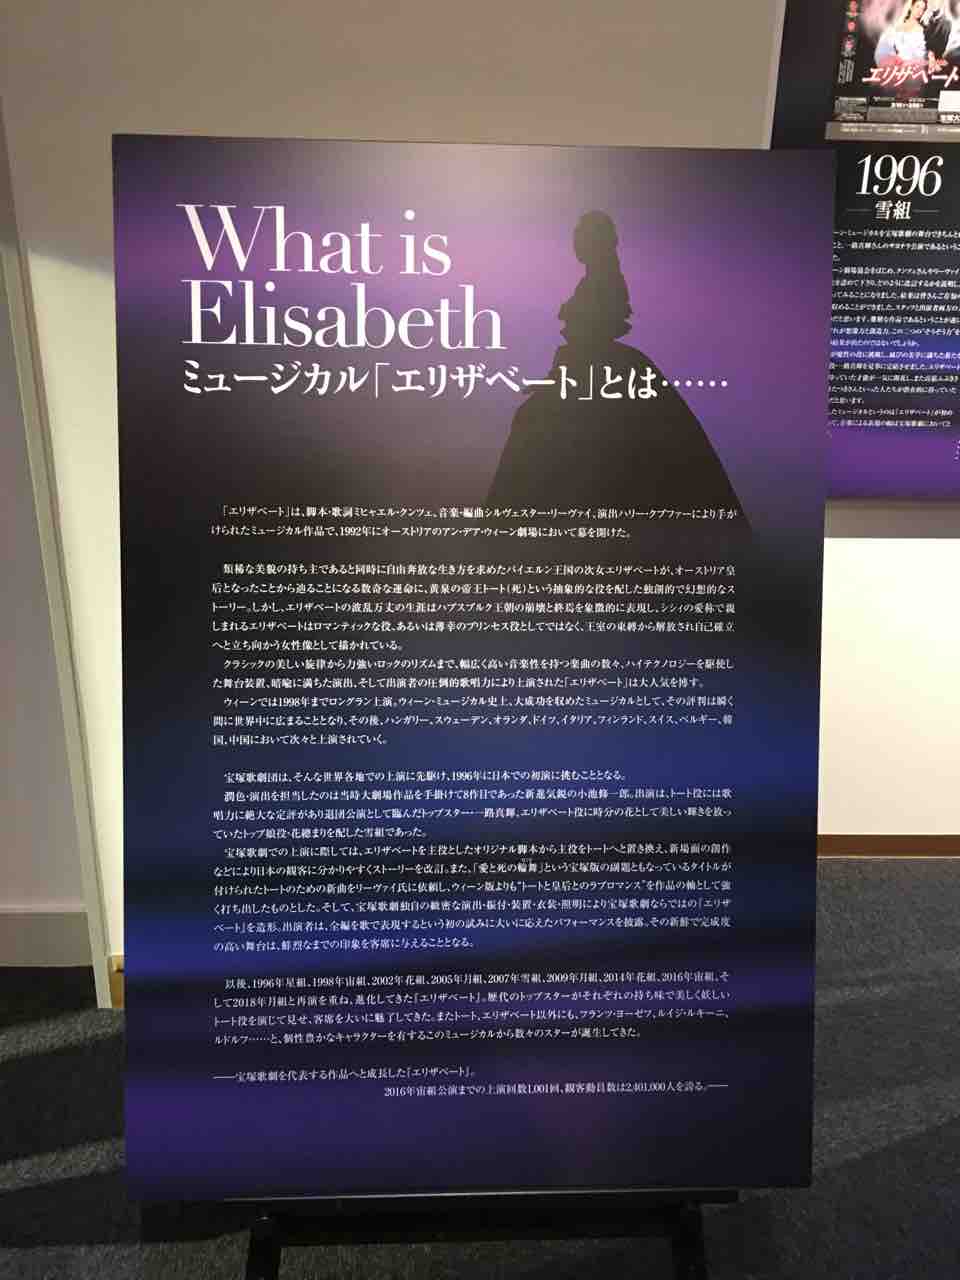 What is
Elisabeth
ミュージカル「エリザベート」とは……
「エリザベート」は、脚本・歌詞ミヒャエル・クンツェ、音楽・編曲シルヴェスター・リーヴァイ、演出ハリー・クプファーにより手が
けられたミュージカル作品で、1992年にオーストリアのアン・デア・ウィーン劇場において幕を開けた。
類稀な美貌の持ち主であると同時に自由奔放な生き方を求めたバイエルン王国の次女エリザベートが、オーストリア皇
后となったことから辿ることになる数奇な運命に、黄泉の帝王トート(死)という抽象的な役を配した独創的で幻想的なス
トーリー。しかし、エリザベートの波乱万丈の生涯はハプスブルク王朝の崩壊と終焉を象徴的に表現し、シシィの愛称で親
しまれるエリザベートはロマンティックな役、あるいは薄幸のプリンセス役としてではなく、王室の束縛から解放され自己確立
へと立ち向かう女性像として描かれている。
クラシックの美しい旋律から力強いロックのリズムまで、幅広く高い音楽性を持つ楽曲の数々、ハイテクノロジーを駆使し
た舞台装置、暗喩に満ちた演出、そして出演者の圧倒的歌唱力により上演された「エリザベート」は大人気を博す。
ウィーンでは1998年までロングラン上演。ウィーン・ミュージカル史上、大成功を収めたミュージカルとして、その評判は瞬く
間に世界中に広まることとなり、その後、ハンガリー、スウェーデン、オランダ、ドイツ、イタリア、フィンランド、スイス、ベルギー、韓
国、中国において次々と上演されていく。
宝塚歌劇団は、そんな世界各地での上演に先駆け、1996年に日本での初演に挑むこととなる。
潤色・演出を担当したのは当時大劇場作品を手掛けて8作目であった新進気鋭の小池修一郎。出演は、トート役には歌
唱力に絶大な定評があり退団公演として臨んだトップスター・一路真輝、エリザベート役に時分の花として美しい輝きを放っ
ていたトップ娘役・花總まりを配した雪組であった。
宝塚歌劇での上演に際しては、エリザベートを主役としたオリジナル脚本から主役をトートへと置き換え、新場面の創作
などにより日本の観客に分かりやすくストーリーを改訂。また、「愛と死の輪舞」という宝塚版の副題ともなっているタイトルが
付けられたトートのための新曲をリーヴァイ氏に依頼し、ウィーン版よりも"トートと皇后とのラブロマンス"を作品の軸として強
く打ち出したものとした。そして、宝塚歌劇独自の緻密な演出・振付・装置・衣装・照明により宝塚歌劇ならではの「エリザ
ベート」を造形。出演者は、全編を歌で表現するという初の試みに大いに応えたパフォーマンスを披露。その新鮮で完成度
の高い舞台は、鮮烈なまでの印象を客席に与えることとなる。
以後、1996年星組、1998年宙組、2002年花組、2005年月組、2007年雪組、2009年月組、2014年花組、2016年宙組、そ
して2018年月組と再演を重ね、進化してきた『エリザベート』。歴代のトップスターがそれぞれの持ち味で美しく妖しい
トート役を演じて見せ、客席を大いに魅了してきた。またトート、エリザベート以外にも、フランツ・ヨーゼフ、ルイジ・ルキーニ、
ルドルフ……と、個性豊かなキャラクターを有するこのミュージカルから数々のスターが誕生してきた。
——宝塚歌劇を代表する作品へと成長した『エリザベート』。
2016年宙組公演までの上演回数1,001回、観客動員数は2,401,000人を誇る。——
エリザベート
1996
雪組